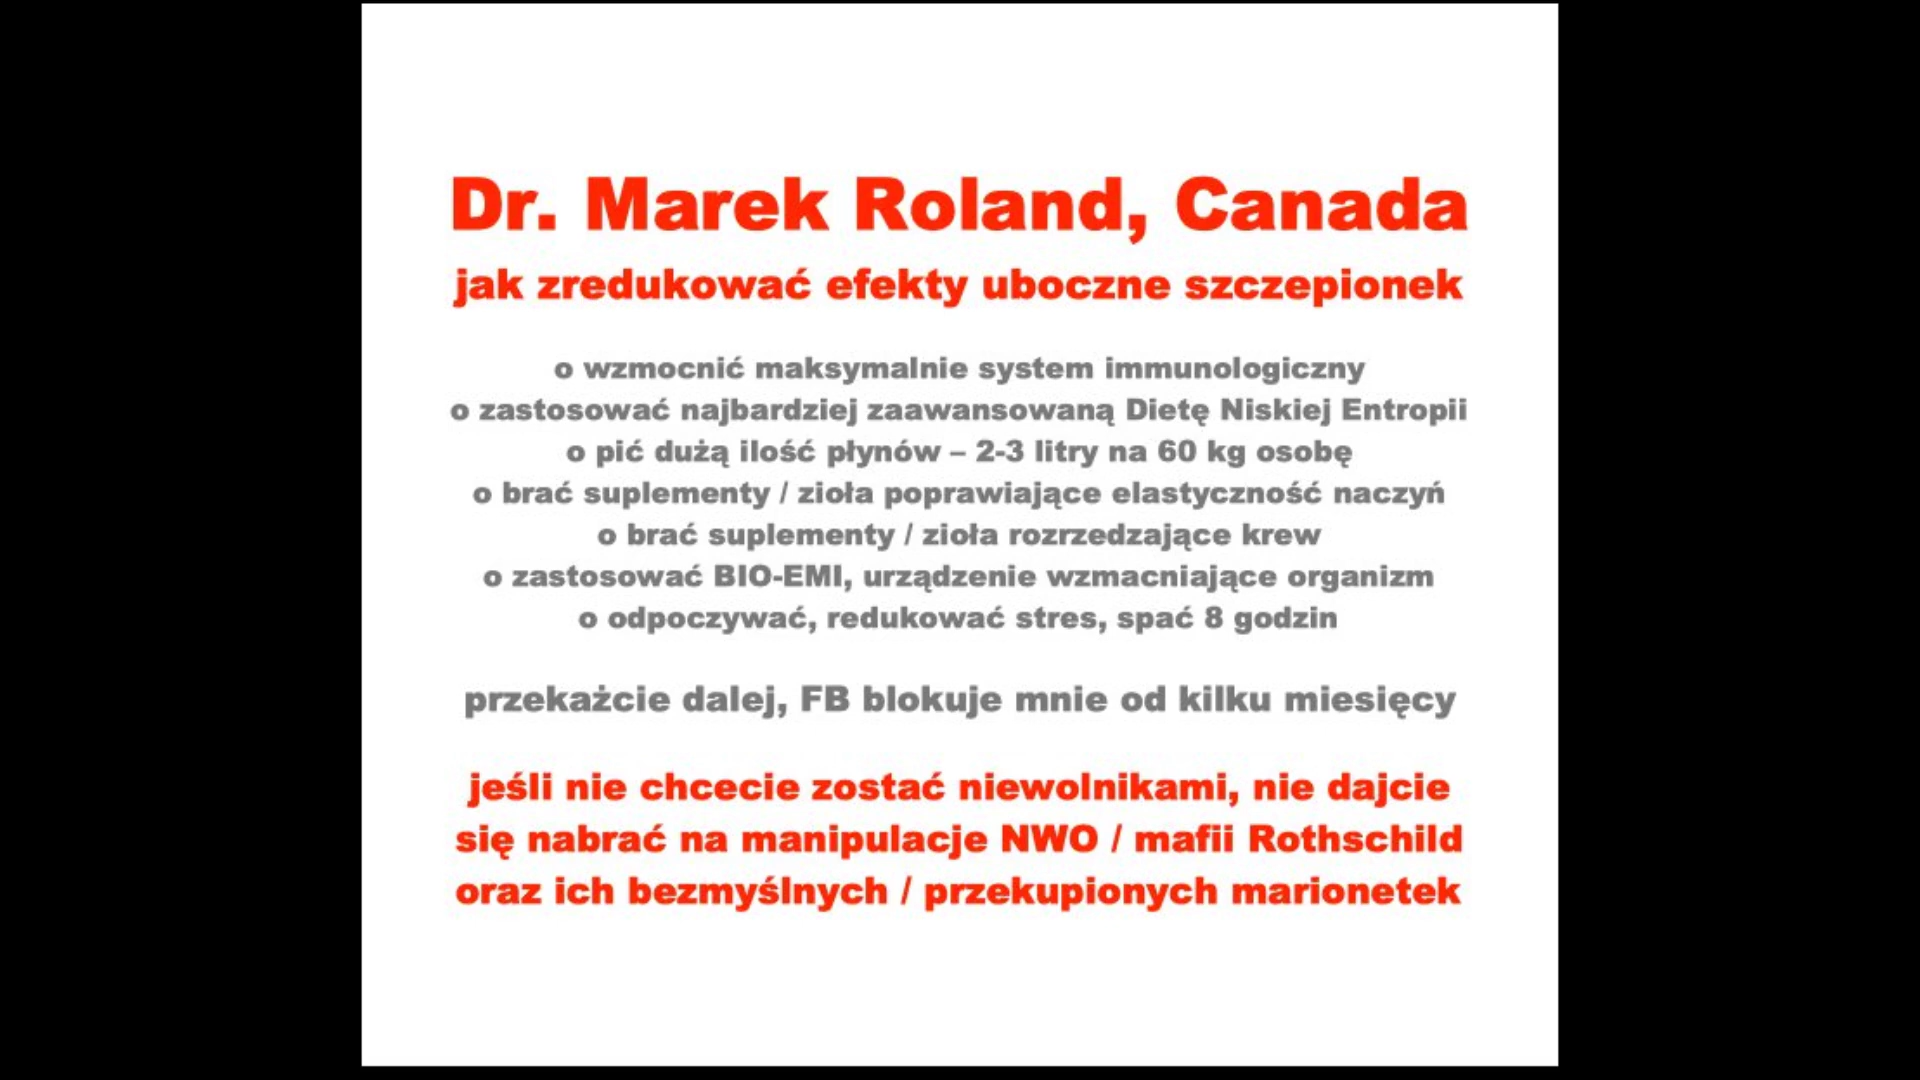 Dr. Marek Roland, Canada
jak zredukować efekty uboczne szczepionek
o wzmocnić maksymalnie system immunologiczny
o zastosować najbardziej zaawansowaną Dietę Niskiej Entropii
o pić dużą ilość płynów – 2-3 litry na 60 kg osobę
o brać suplementy / zioła poprawiające elastyczność naczyń
o brać suplementy / zioła rozrzedzające krew
o zastosować BIO-EMI, urządzenie wzmacniające organizm
o odpoczywać, redukować stres, spać 8 godzin
przekażcie dalej, FB blokuje mnie od kilku miesięcy
jeśli nie chcecie zostać niewolnikami, nie dajcie
się nabrać na manipulacje NWO / mafii Rothschild
oraz ich bezmyślnych / przekupionych marionetek